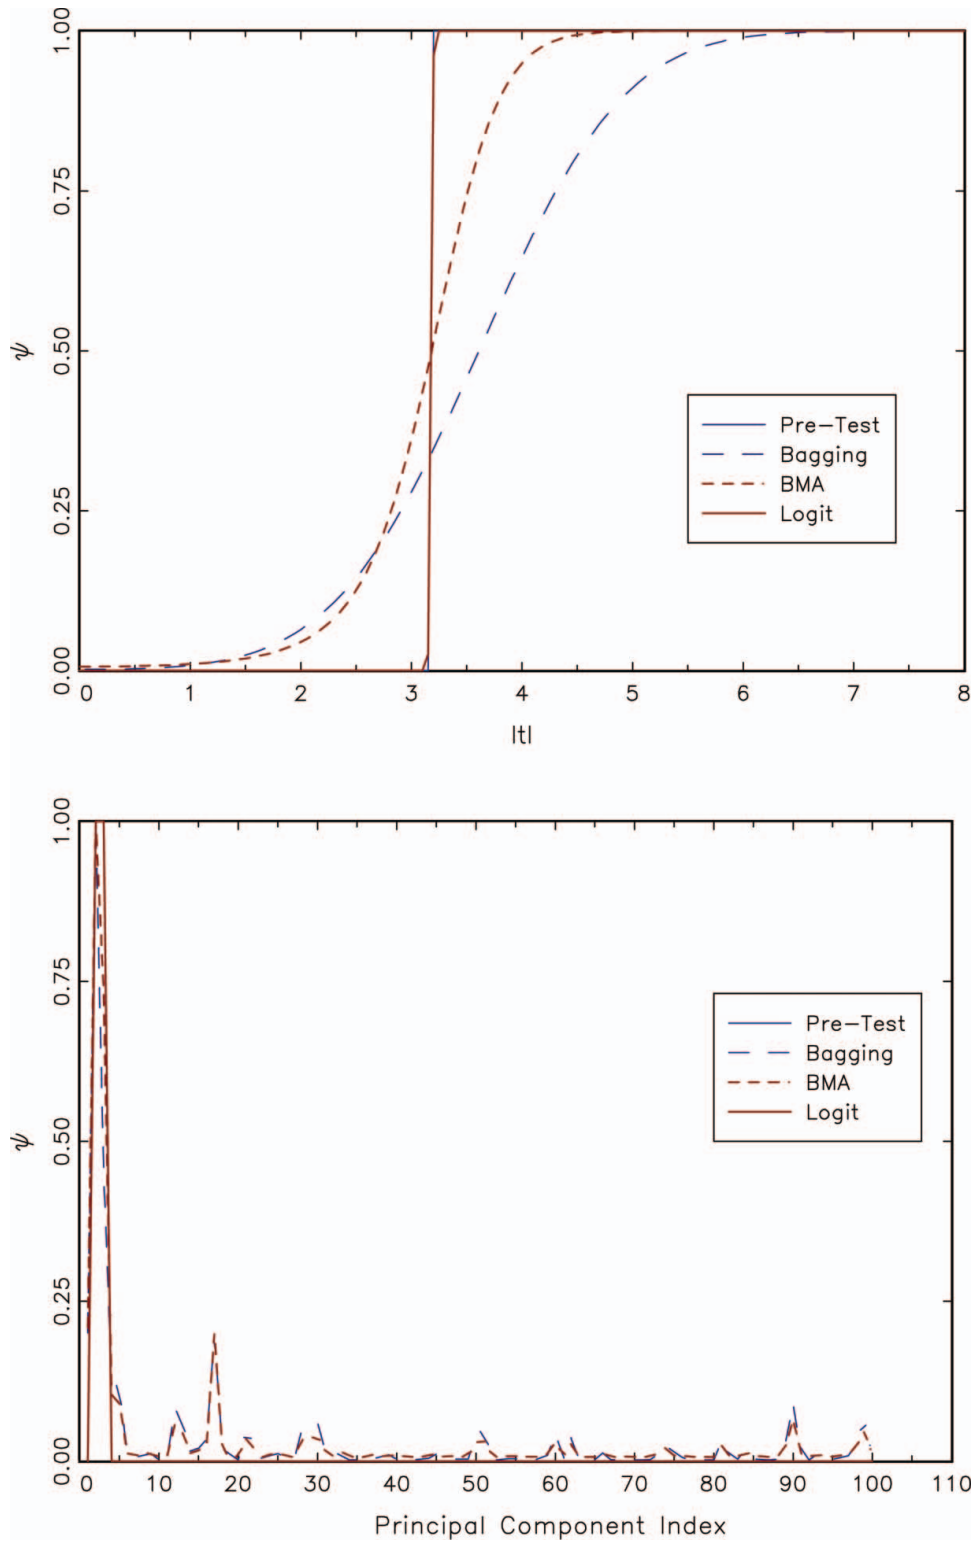 1.00
0.75
0.50
0.25
0.00
ψ
0 1 2 3 4 5 6 7 8
|t|
Pre-Test
Bagging
BMA
Logit
1.00
0.75
0.50
0.25
0.00
ψ
0 10 20 30 40 50 60 70 80 90 100 110
Principal Component Index
Pre-Test
Bagging
BMA
Logit